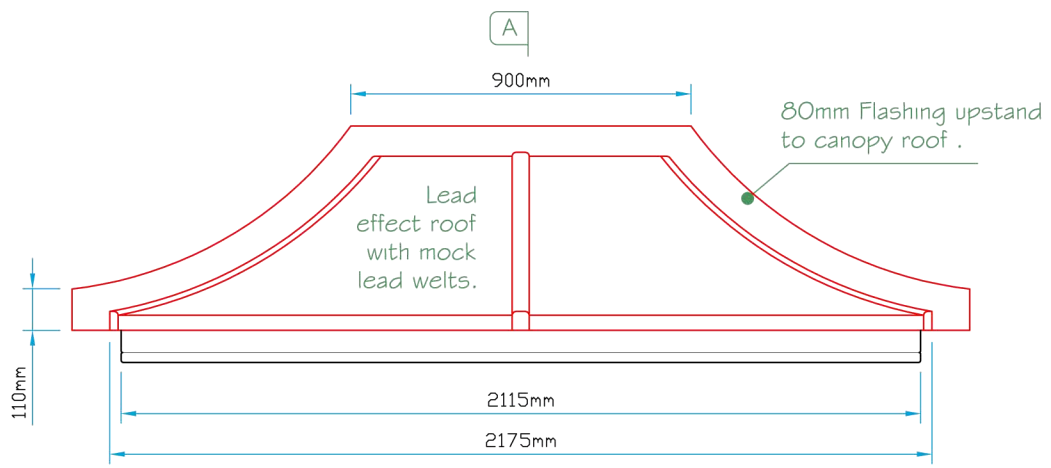 A
900mm
80mm Flashing upstand
to canopy roof .
Lead
effect roof
with mock
lead welts.
110mm
2115mm
2175mm